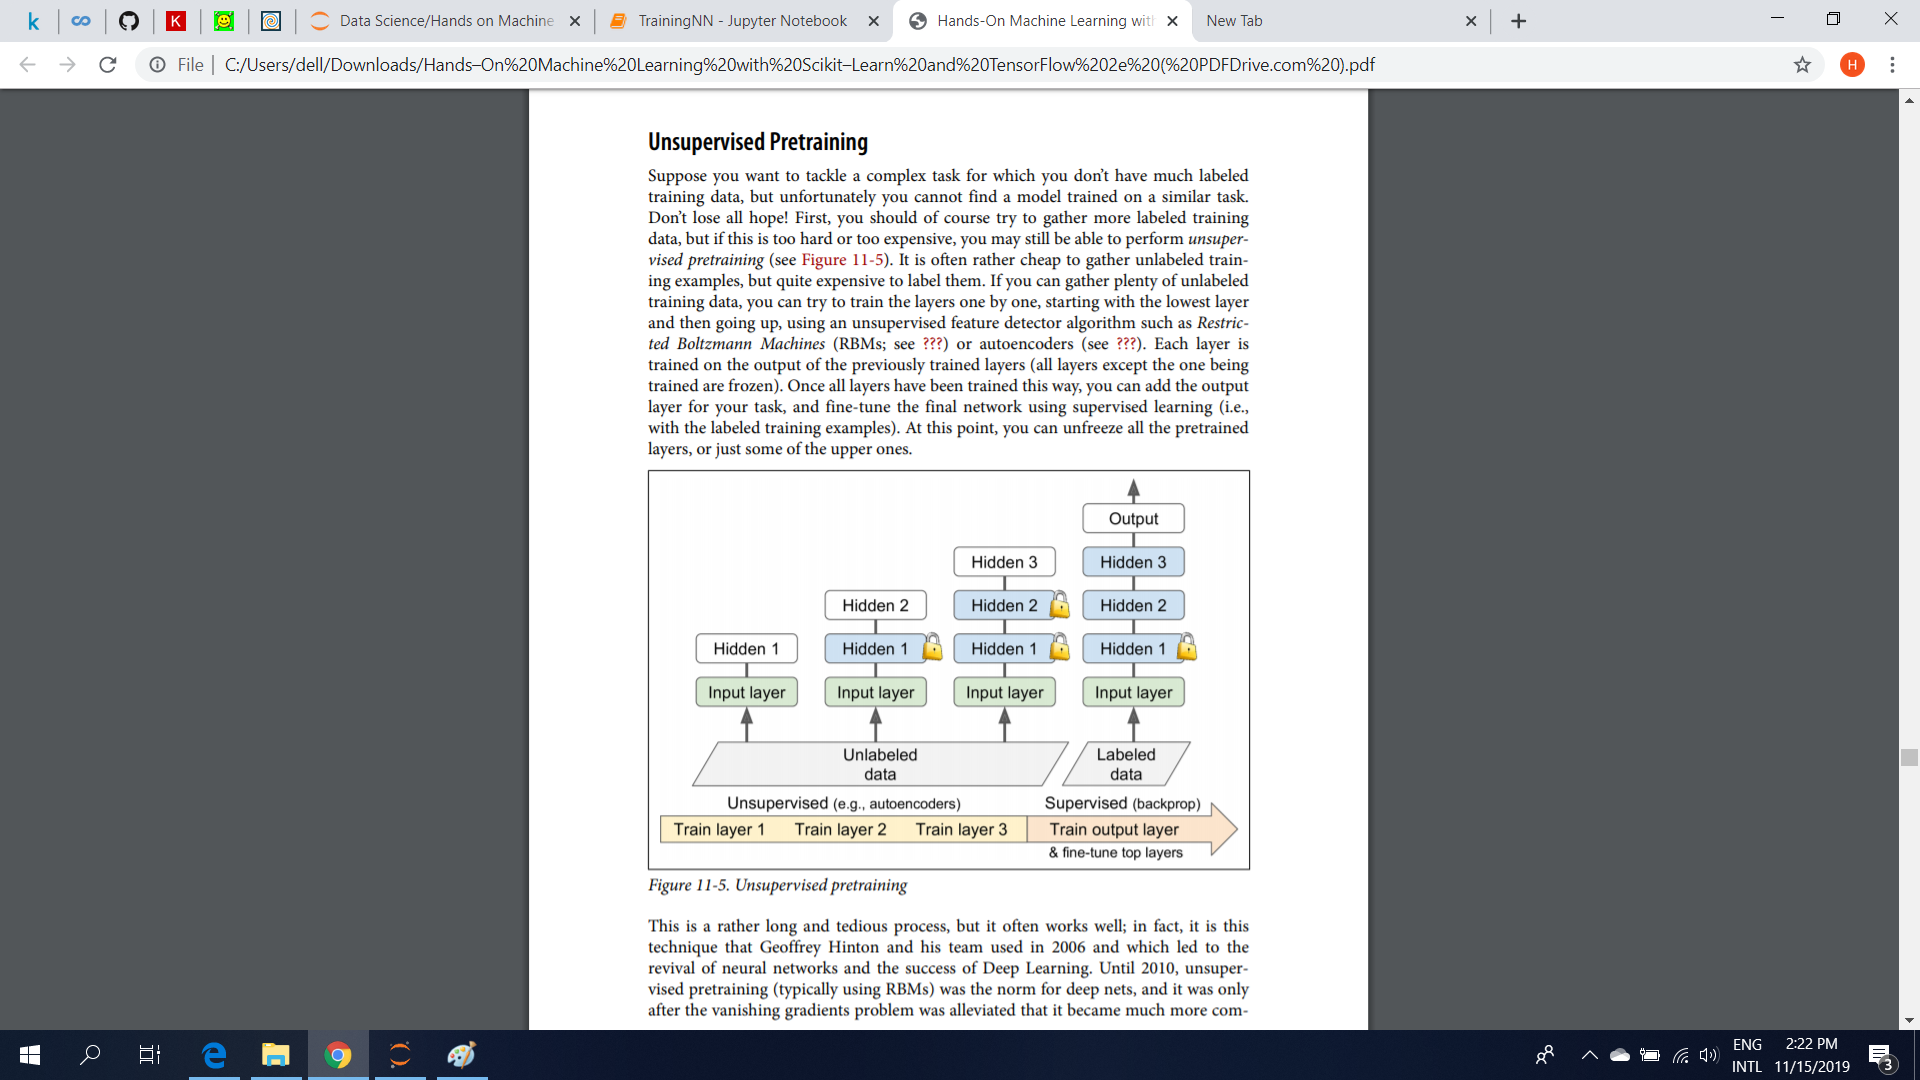 Data Science/Hands on Machine
TrainingNN - Jupyter Notebook
Hands-On Machine Learning with
New Tab
File
C:/Users/dell/Downloads/Hands–On%20Machine%20Learning%20with%20Scikit–Learn%20and%20TensorFlow%202e%20(%20PDFDrive.com%20).pdf
H
Unsupervised Pretraining
Suppose you want to tackle a complex task for which you don’t have much labeled
training data, but unfortunately you cannot find a model trained on a similar task.
Don’t lose all hope! First, you should of course try to gather more labeled training
data, but if this is too hard or too expensive, you may still be able to perform unsuper-
vised pretraining (see Figure 11-5). It is often rather cheap to gather unlabeled train-
ing examples, but quite expensive to label them. If you can gather plenty of unlabeled
training data, you can try to train the layers one by one, starting with the lowest layer
and then going up, using an unsupervised feature detector algorithm such as Restric-
ted Boltzmann Machines (RBMs; see ???) or autoencoders (see ???). Each layer is
trained on the output of the previously trained layers (all layers except the one being
trained are frozen). Once all layers have been trained this way, you can add the output
layer for your task, and fine-tune the final network using supervised learning (i.e.,
with the labeled training examples). At this point, you can unfreeze all the pretrained
layers, or just some of the upper ones.
Output
Hidden 3 Hidden 3
Hidden 2 Hidden 2 Hidden 2
Hidden 1 Hidden 1 Hidden 1 Hidden 1
Input layer Input layer Input layer Input layer
Unlabeled
data
Labeled
data
Unsupervised (e.g., autoencoders) Supervised (backprop)
Train layer 1 Train layer 2 Train layer 3 Train output layer
& fine-tune top layers
Figure 11-5. Unsupervised pretraining
This is a rather long and tedious process, but it often works well; in fact, it is this
technique that Geoffrey Hinton and his team used in 2006 and which led to the
revival of neural networks and the success of Deep Learning. Until 2010, unsuper-
vised pretraining (typically using RBMs) was the norm for deep nets, and it was only
after the vanishing gradients problem was alleviated that it became much more com-
ENG
INTL
2:22 PM
11/15/2019
3